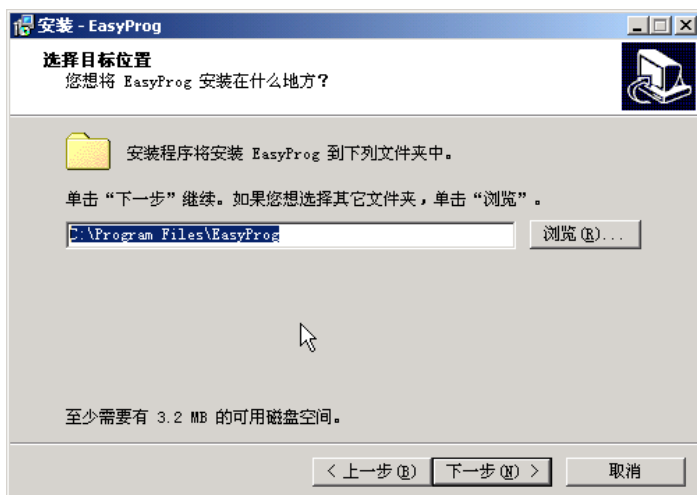 安装 - EasyProg
选择目标位置
您想将 EasyProg 安装在什么地方？
安装程序将安装 EasyProg 到下列文件夹中。
单击“下一步”继续。如果您想选择其它文件夹，单击“浏览”。
C:\Program Files\EasyProg
浏览(R)...
至少需要有 3.2 MB 的可用磁盘空间。
< 上一步(B)
下一步(N) >
取消